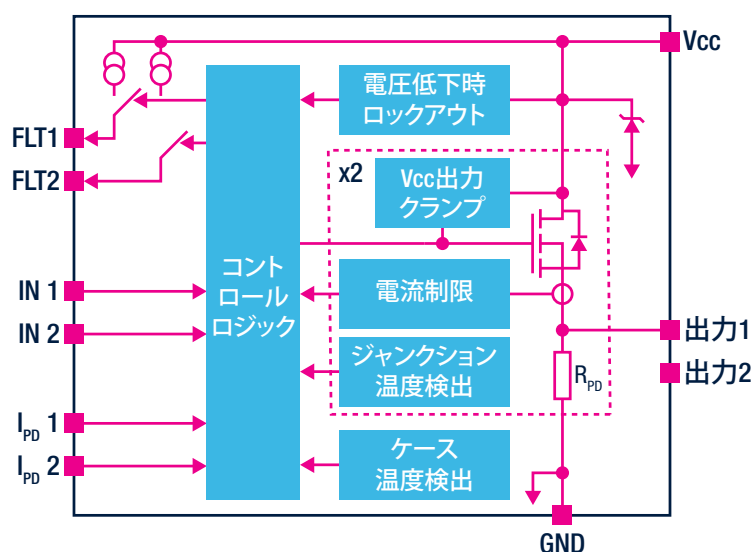 Vcc
電圧低下時
ロックアウト
FLT1
FLT2
x2
Vcc出力
クランプ
コント
ロール
ロジック
IN 1
IN 2
電流制限
出力1
出力2
ジャンクション
温度検出
RPD
IPD 1
IPD 2
ケース
温度検出
GND